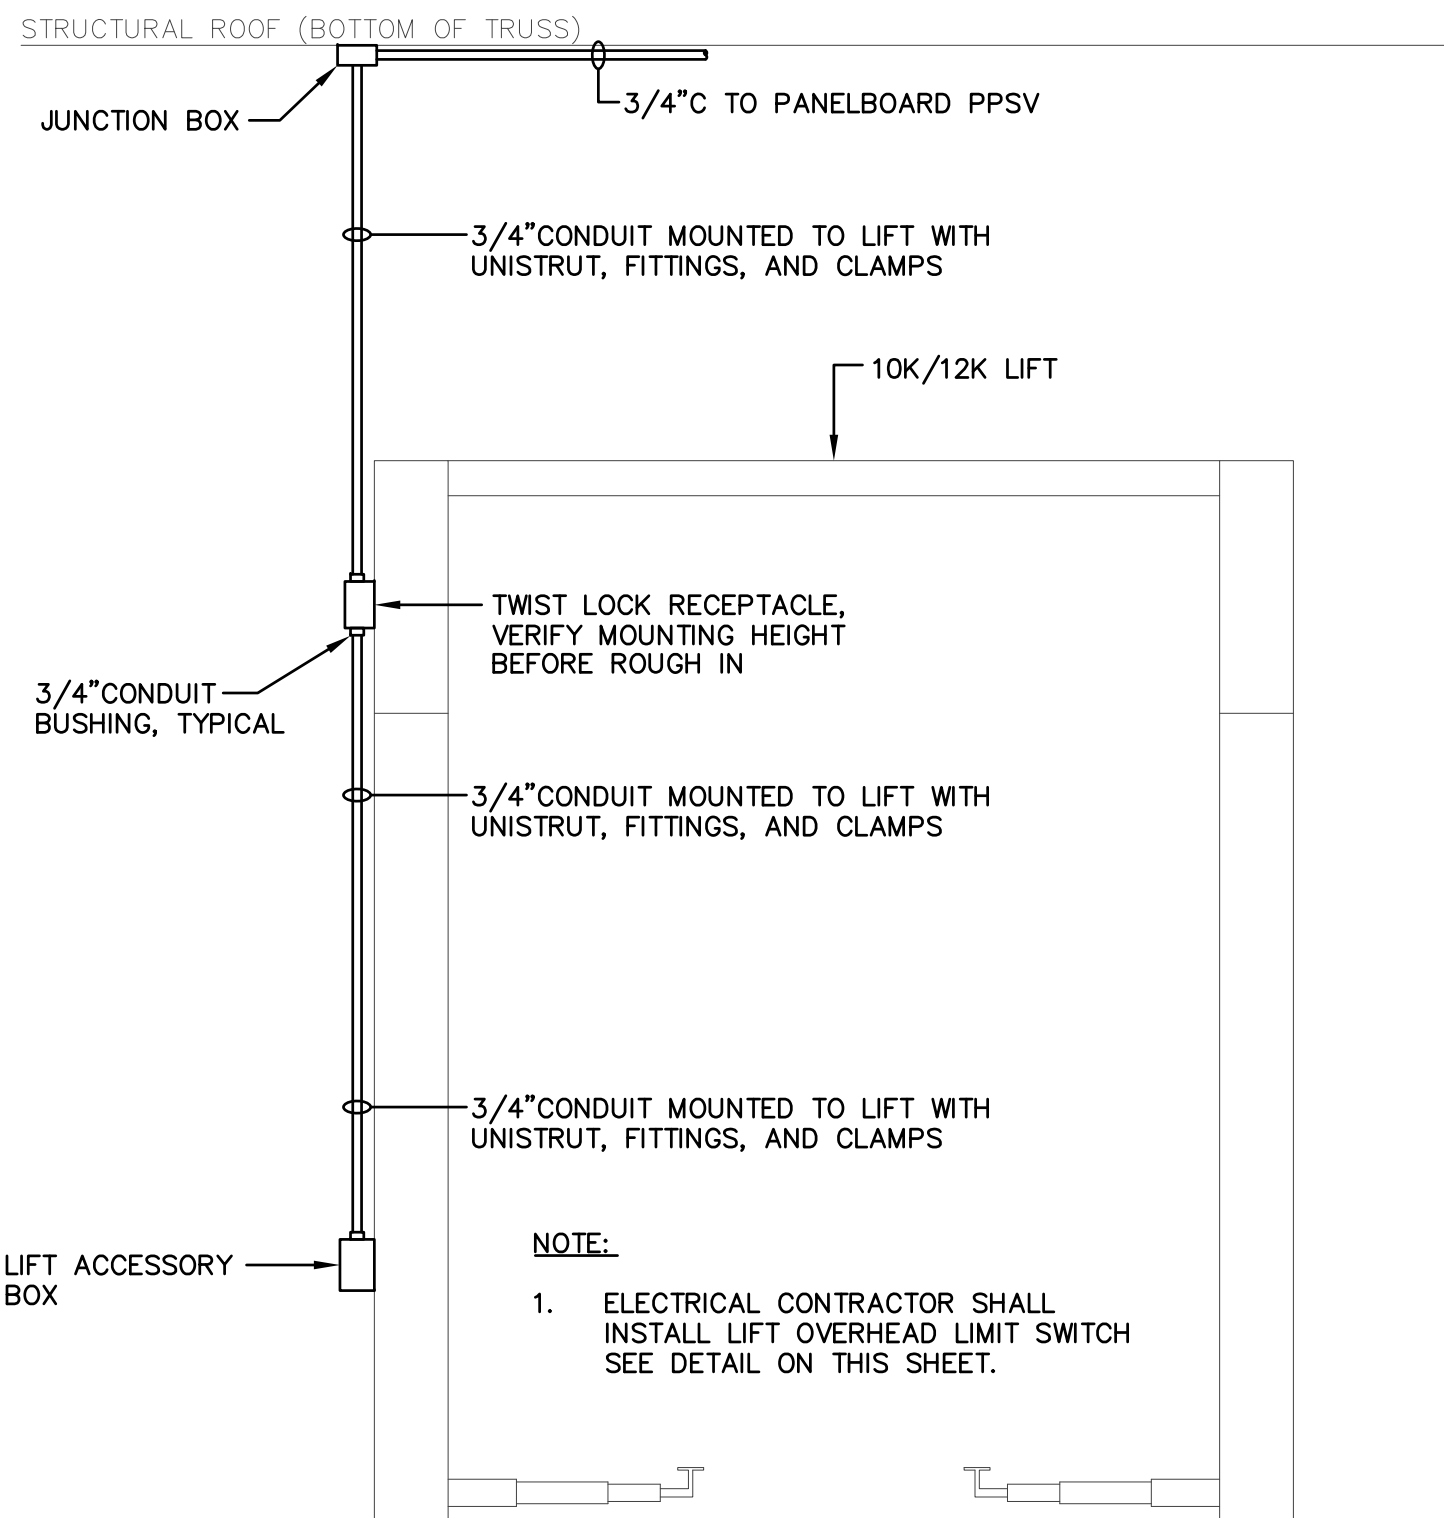 STRUCTURAL ROOF (BOTTOM OF TRUSS)
3/4"C TO PANELBOARD PPSV
JUNCTION BOX
3/4"CONDUIT MOUNTED TO LIFT WITH
UNISTRUT, FITTINGS, AND CLAMPS
10K/12K LIFT
TWIST LOCK RECEPTACLE,
VERIFY MOUNTING HEIGHT
BEFORE ROUGH IN
3/4"CONDUIT
BUSHING, TYPICAL
3/4"CONDUIT MOUNTED TO LIFT WITH
UNISTRUT, FITTINGS, AND CLAMPS
3/4"CONDUIT MOUNTED TO LIFT WITH
UNISTRUT, FITTINGS, AND CLAMPS
LIFT ACCESSORY
BOX
NOTE:
1. ELECTRICAL CONTRACTOR SHALL
INSTALL LIFT OVERHEAD LIMIT SWITCH
SEE DETAIL ON THIS SHEET.